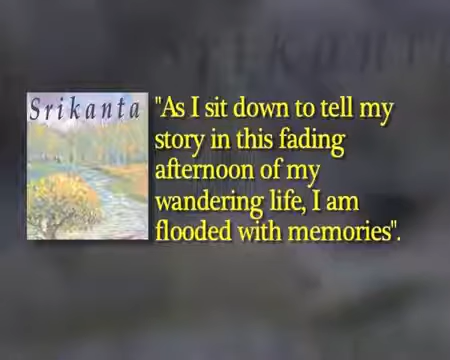 Srikanta
Srikanta
"As I sit down to tell my
story in this fading
afternoon of my
wandering life, I am
flooded with memories".